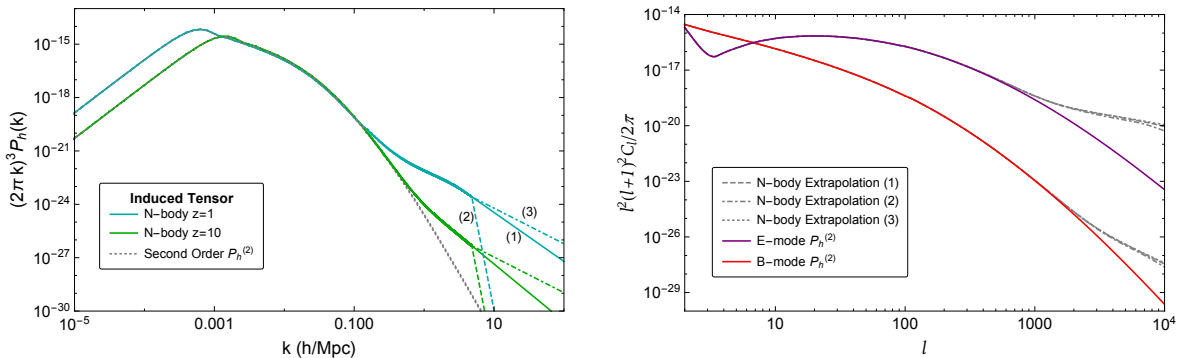 (2π k)³ P_h(k)
10⁻¹⁵
10⁻¹⁸
10⁻²¹
10⁻²⁴
10⁻²⁷
10⁻³⁰
Induced Tensor
N-body z=1
N-body z=10
Second Order P_h⁽²⁾
(2)
(3)
(1)
10⁻⁵
0.001
0.100
10
k (h/Mpc)
l²(l+1)² C_l/2π
10⁻¹⁴
10⁻¹⁷
10⁻²⁰
10⁻²³
10⁻²⁶
10⁻²⁹
N-body Extrapolation (1)
N-body Extrapolation (2)
N-body Extrapolation (3)
E-mode P_h⁽²⁾
B-mode P_h⁽²⁾
10
100
1000
10⁴
l